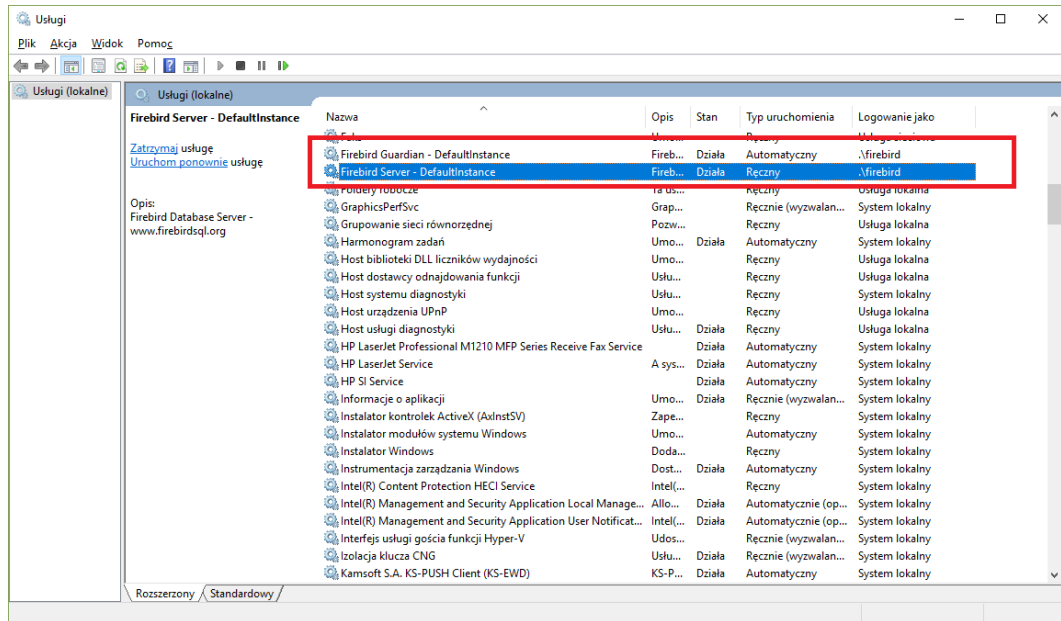 Usługi
Plik Akcja Widok Pomoc
Usługi (lokalne)
Usługi (lokalne)
Firebird Server - DefaultInstance
Zatrzymaj usługę
Uruchom ponownie usługę
Opis:
Firebird Database Server -
www.firebirdsql.org
Nazwa Opis Stan Typ uruchomienia Logowanie jako
Firebird Guardian - DefaultInstance Fireb... Działa Automatyczny .\firebird
Firebird Server - DefaultInstance Fireb... Działa Ręczny .\firebird
Foldery robocze Ta us... Ręczny Usługa lokalna
GraphicsPerfSvc Grap... Ręcznie (wyzwalan... System lokalny
Grupowanie sieci równorzędnej Pozw... Ręczny Usługa lokalna
Harmonogram zadań Umo... Działa Automatyczny System lokalny
Host biblioteki DLL liczników wydajności Umo... Ręczny Usługa lokalna
Host dostawcy odnajdowania funkcji Usłu... Ręczny Usługa lokalna
Host systemu diagnostyki Usłu... Ręczny System lokalny
Host urządzenia UPnP Umo... Ręczny Usługa lokalna
Host usługi diagnostyki Usłu... Działa Ręczny Usługa lokalna
HP LaserJet Professional M1210 MFP Series Receive Fax Service Działa Automatyczny System lokalny
HP LaserJet Service A sys... Działa Automatyczny System lokalny
HP SI Service Działa Automatyczny System lokalny
Informacje o aplikacji Umo... Działa Ręcznie (wyzwalan... System lokalny
Instalator kontrolek ActiveX (AxInstSV) Zape... Ręczny System lokalny
Instalator modułów systemu Windows Umo... Automatyczny System lokalny
Instalator Windows Doda... Ręczny System lokalny
Instrumentacja zarządzania Windows Dost... Działa Automatyczny System lokalny
Intel(R) Content Protection HECI Service Intel(... Ręczny System lokalny
Intel(R) Management and Security Application Local Manage... Allo... Działa Automatycznie (op... System lokalny
Intel(R) Management and Security Application User Notificat... Intel(... Działa Automatycznie (op... System lokalny
Interfejs usługi gościa funkcji Hyper-V Udos... Ręcznie (wyzwalan... System lokalny
Izolacja klucza CNG Usłu... Działa Ręcznie (wyzwalan... System lokalny
Kamsoft S.A. KS-PUSH Client (KS-EWD) KS-P... Działa Automatyczny System lokalny
Rozszerzony Standardowy